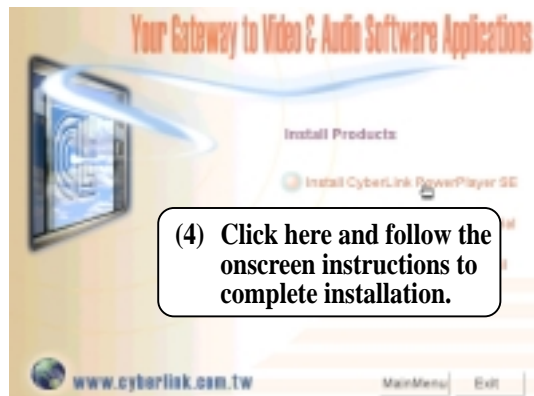 Your Gateway to Video & Audio Software Applications
Install Products
Install CyberLink PowerPlayer SE
(4) Click here and follow the
onscreen instructions to
complete installation.
www.cyberlink.com.tw
MainMenu Exit